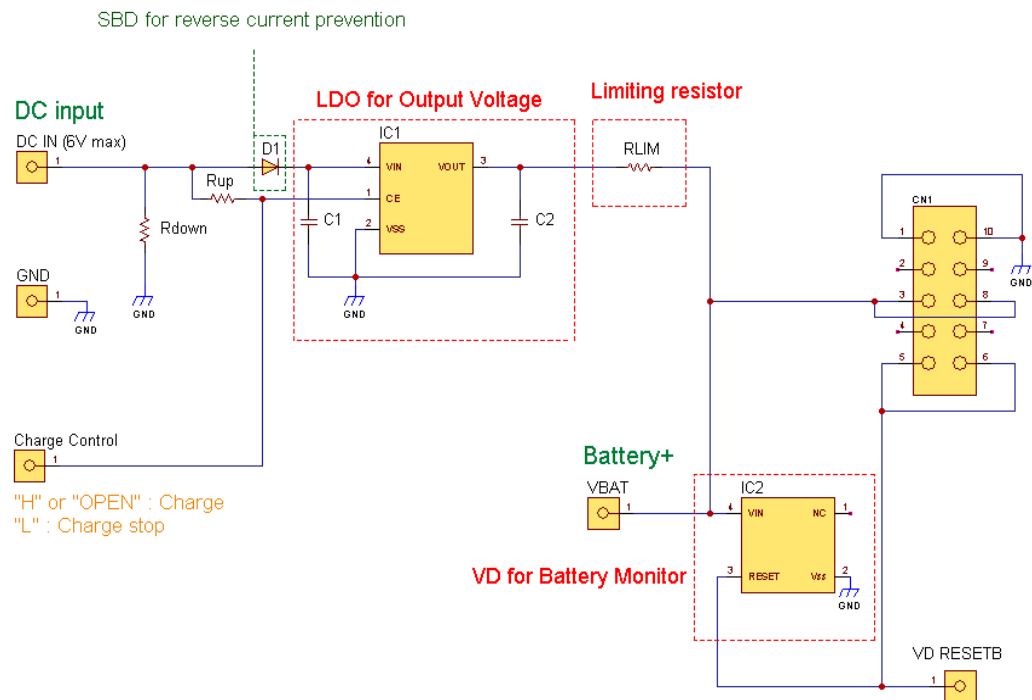 SBD for reverse current prevention
DC input
LDO for Output Voltage
Limiting resistor
DC IN (6V max)
1
D1
IC1
RLIM
4
VIN
VOUT
3
Rup
1
CE
CN1
Rdown
C1
2
VSS
C2
1
10
2
9
GND
GND
1
GND
GND
GND
3
8
4
7
5
6
Charge Control
1
Battery+
"H" or "OPEN" : Charge
"L" : Charge stop
VBAT
1
IC2
4
VIN
NC
1
VD for Battery Monitor
3
RESET
Vss
2
GND
VD RESETB
1